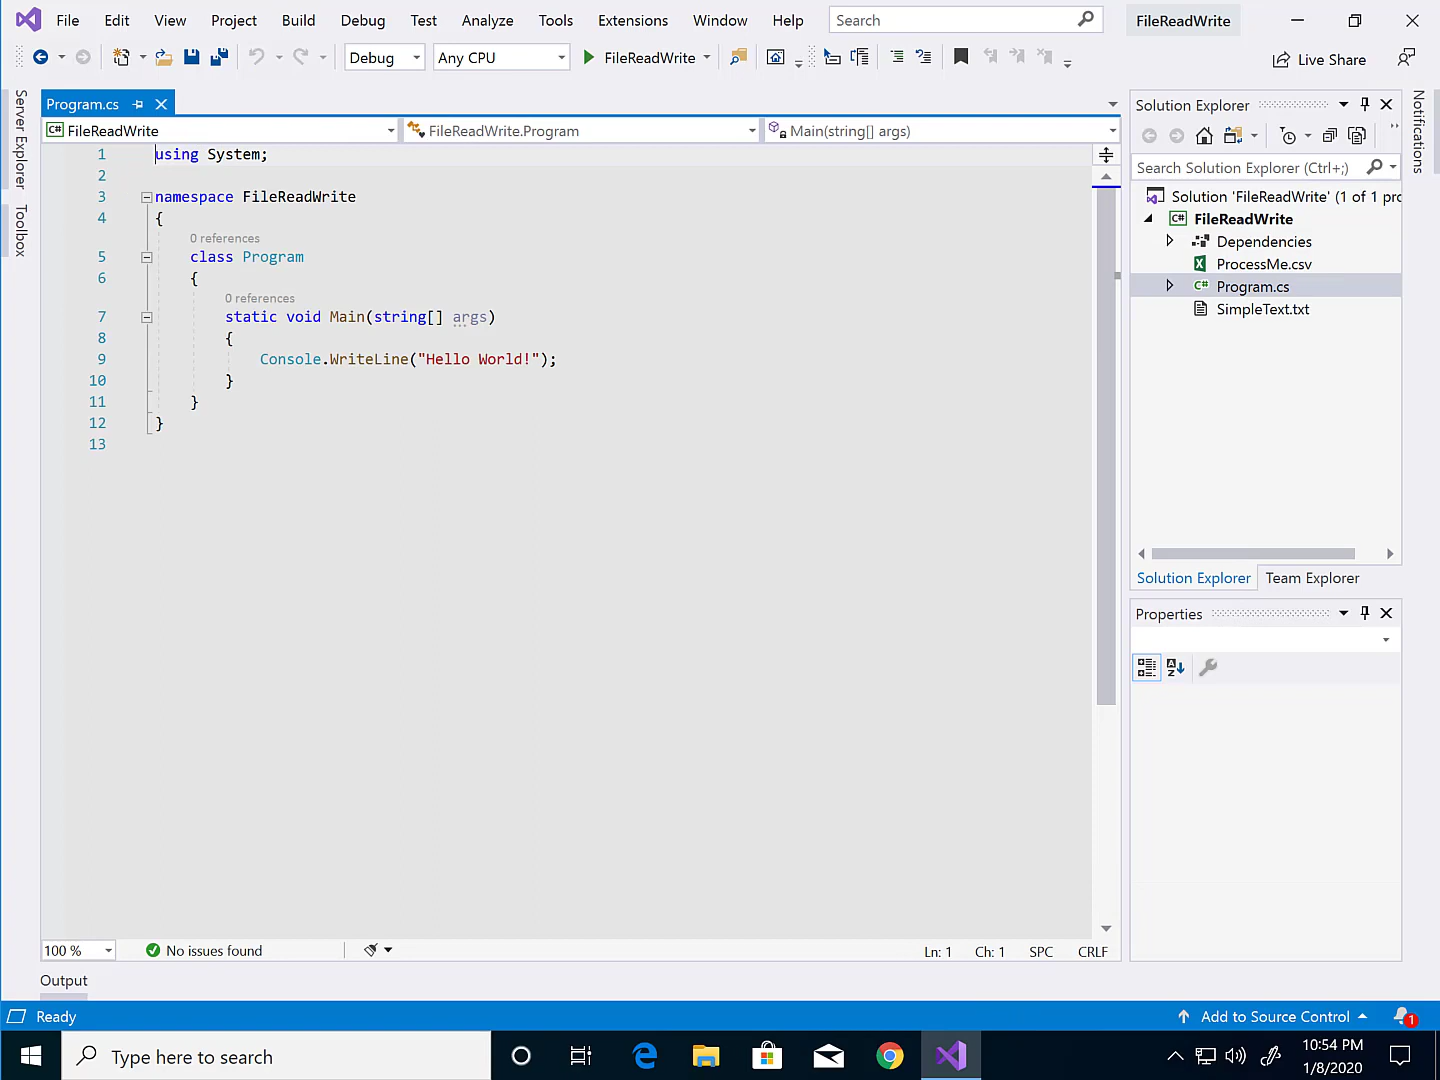 File Edit View Project Build Debug Test Analyze Tools Extensions Window Help Search FileReadWrite
Debug Any CPU FileReadWrite Live Share
Server Explorer
Toolbox
Program.cs
FileReadWrite FileReadWrite.Program Main(string[] args)
1 using System;
2
3 namespace FileReadWrite
4 {
0 references
5 class Program
6 {
0 references
7 static void Main(string[] args)
8 {
9 Console.WriteLine("Hello World!");
10 }
11 }
12 }
13
100 % No issues found Ln: 1 Ch: 1 SPC CRLF
Output
Solution Explorer
Search Solution Explorer (Ctrl+;)
Solution 'FileReadWrite' (1 of 1 pro
C# FileReadWrite
Dependencies
ProcessMe.csv
C# Program.cs
SimpleText.txt
Solution Explorer Team Explorer
Properties
Notifications
Ready Add to Source Control 1
Type here to search
10:54 PM
1/8/2020